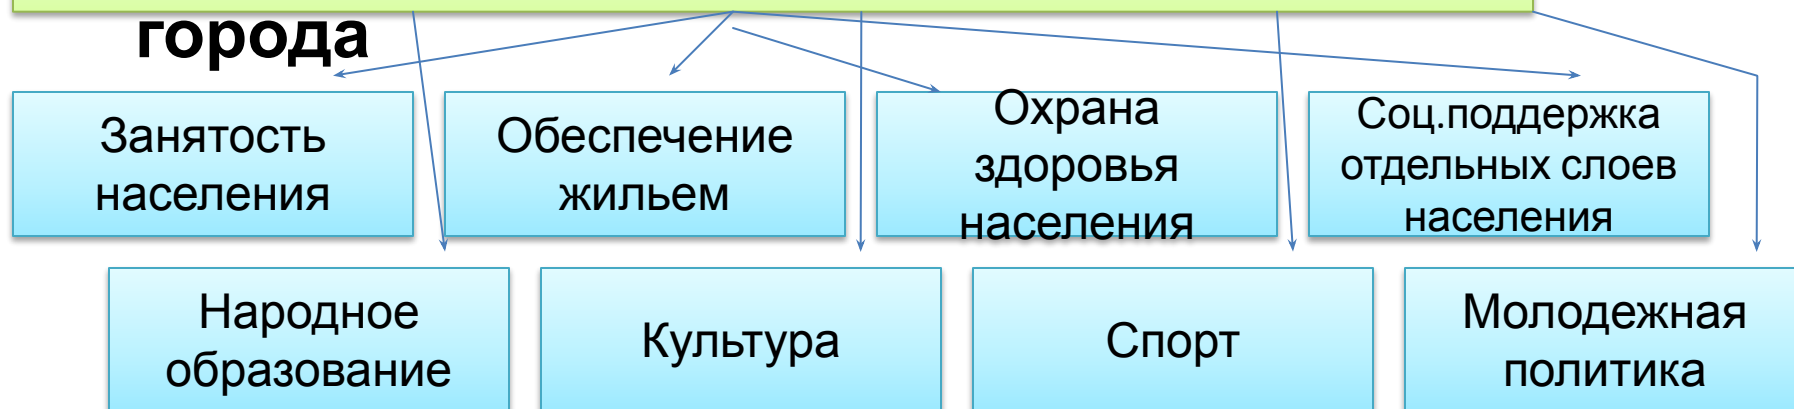 города
Занятость
населения
Обеспечение
жильем
Охрана
здоровья
населения
Соц.поддержка
отдельных слоев
населения
Народное
образование
Культура
Спорт
Молодежная
политика